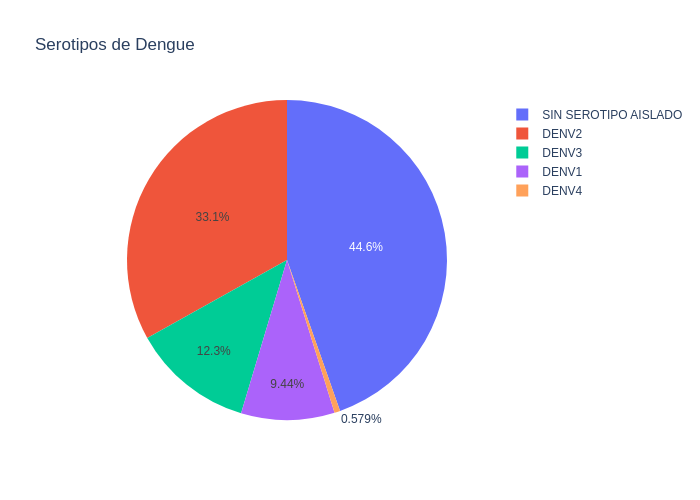 Serotipos de Dengue
SIN SEROTIPO AISLADO
DENV2
DENV3
DENV1
DENV4
33.1%
44.6%
12.3%
9.44%
0.579%